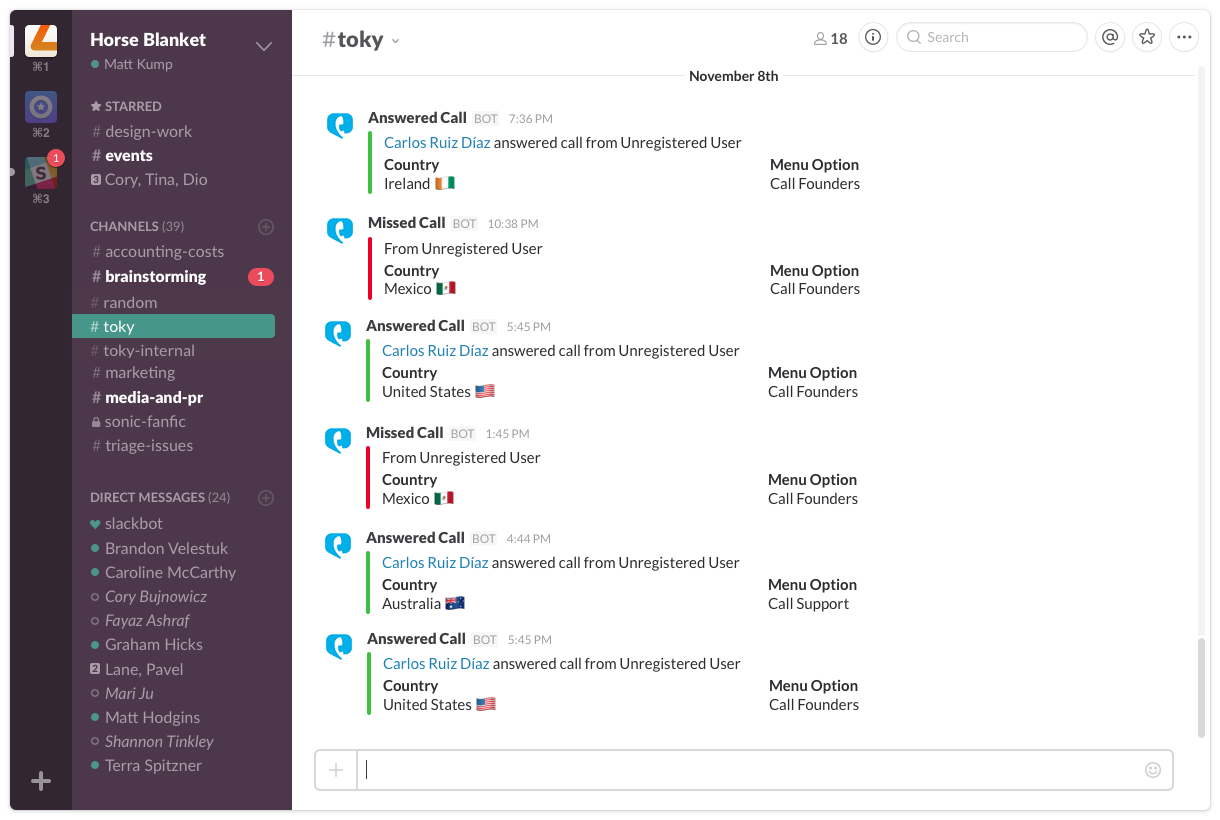 ⌘1
⌘2
1
S
⌘3
Horse Blanket
Matt Kump
STARRED
# design-work
# events
3 Cory, Tina, Dio
CHANNELS (39)
# accounting-costs
# brainstorming 1
# random
# toky
# toky-internal
# marketing
# media-and-pr
sonic-fanfic
# triage-issues
DIRECT MESSAGES (24)
slackbot
Brandon Velestuk
Caroline McCarthy
Cory Bujnowicz
Fayaz Ashraf
Graham Hicks
2 Lane, Pavel
Mari Ju
Matt Hodgins
Shannon Tinkley
Terra Spitzner
#toky
18
Search
@
November 8th
Answered Call BOT 7:36 PM
Carlos Ruiz Díaz answered call from Unregistered User
Country Menu Option
Ireland Call Founders
Missed Call BOT 10:38 PM
From Unregistered User
Country Menu Option
Mexico Call Founders
Answered Call BOT 5:45 PM
Carlos Ruiz Díaz answered call from Unregistered User
Country Menu Option
United States Call Founders
Missed Call BOT 1:45 PM
From Unregistered User
Country Menu Option
Mexico Call Founders
Answered Call BOT 4:44 PM
Carlos Ruiz Díaz answered call from Unregistered User
Country Menu Option
Australia Call Support
Answered Call BOT 5:45 PM
Carlos Ruiz Díaz answered call from Unregistered User
Country Menu Option
United States Call Founders